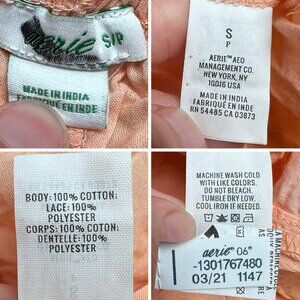 aerie S/P
MADE IN INDIA
FABRIQUÉ EN INDE
S
P
AERIE™ AEO
MANAGEMENT CO.
NEW YORK, NY
10016 USA
MADE IN INDIA
FABRIQUÉ EN INDE
RN 54485 CA 03873
BODY: 100% COTTON;
LACE: 100%
POLYESTER
CORPS: 100% COTON;
DENTELLE: 100%
POLYESTER
MACHINE WASH COLD
WITH LIKE COLORS.
DO NOT BLEACH.
TUMBLE DRY LOW.
COOL IRON IF NEEDED.
aerie 06"
-1301767480
03/21 1147